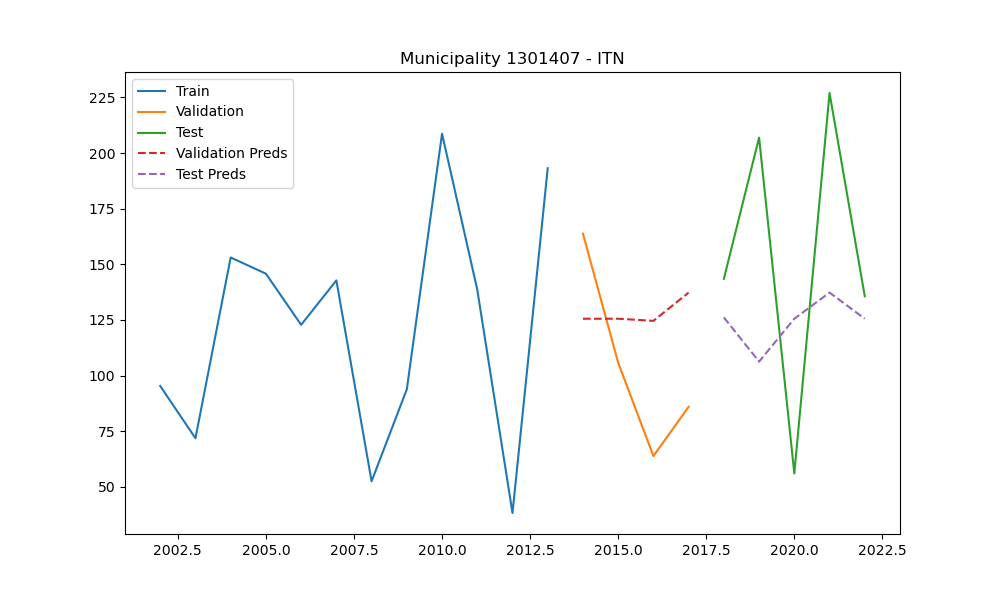 Municipality 1301407 - ITN
Train
Validation
Test
Validation Preds
Test Preds
225
200
175
150
125
100
75
50
2002.5 2005.0 2007.5 2010.0 2012.5 2015.0 2017.5 2020.0 2022.5